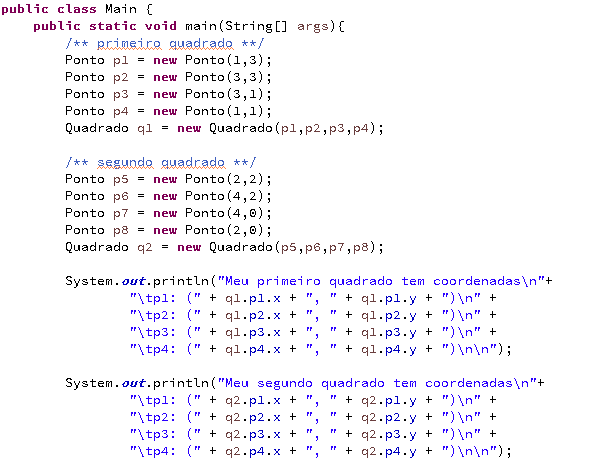 public class Main {
    public static void main(String[] args){
        /** primeiro quadrado **/
        Ponto p1 = new Ponto(1,3);
        Ponto p2 = new Ponto(3,3);
        Ponto p3 = new Ponto(3,1);
        Ponto p4 = new Ponto(1,1);
        Quadrado q1 = new Quadrado(p1,p2,p3,p4);

        /** segundo quadrado **/
        Ponto p5 = new Ponto(2,2);
        Ponto p6 = new Ponto(4,2);
        Ponto p7 = new Ponto(4,0);
        Ponto p8 = new Ponto(2,0);
        Quadrado q2 = new Quadrado(p5,p6,p7,p8);

        System.out.println("Meu primeiro quadrado tem coordenadas\n"+
                "\tp1: (" + q1.p1.x + ", " + q1.p1.y + ")\n" +
                "\tp2: (" + q1.p2.x + ", " + q1.p2.y + ")\n" +
                "\tp3: (" + q1.p3.x + ", " + q1.p3.y + ")\n" +
                "\tp4: (" + q1.p4.x + ", " + q1.p4.y + ")\n\n");

        System.out.println("Meu segundo quadrado tem coordenadas\n"+
                "\tp1: (" + q2.p1.x + ", " + q2.p1.y + ")\n" +
                "\tp2: (" + q2.p2.x + ", " + q2.p2.y + ")\n" +
                "\tp3: (" + q2.p3.x + ", " + q2.p3.y + ")\n" +
                "\tp4: (" + q2.p4.x + ", " + q2.p4.y + ")\n\n");